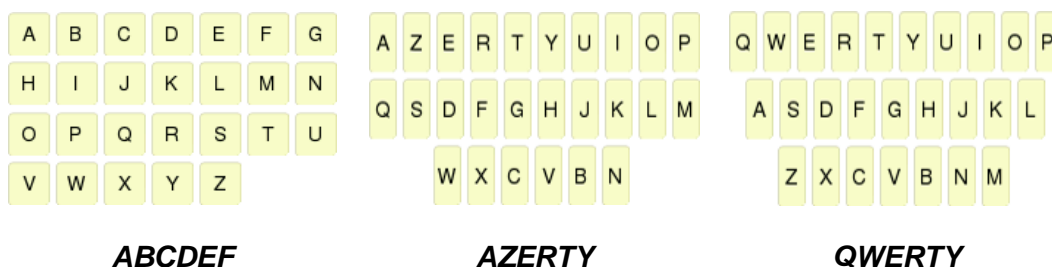 A B C D E F G
H I J K L M N
O P Q R S T U
V W X Y Z
ABCDEF
A Z E R T Y U I O P
Q S D F G H J K L M
W X C V B N
AZERTY
Q W E R T Y U I O P
A S D F G H J K L
Z X C V B N M
QWERTY